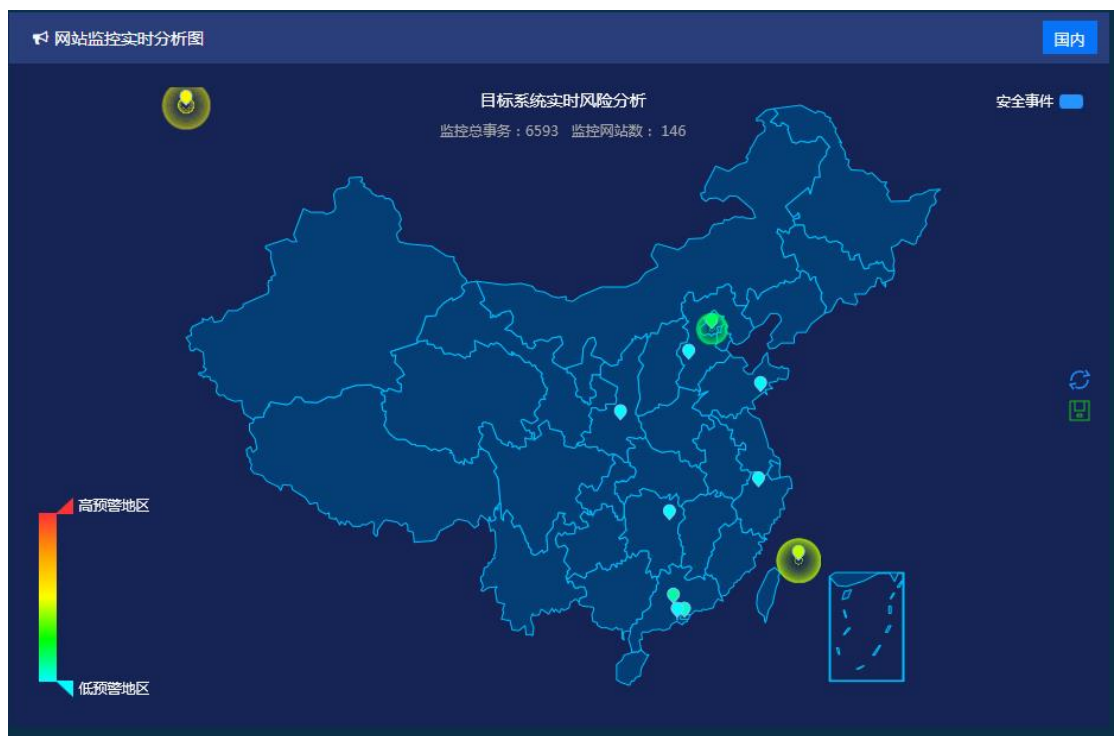 网站监控实时分析图
国内
目标系统实时风险分析
安全事件
监控总事务：6593 监控网站数： 146
高预警地区
低预警地区